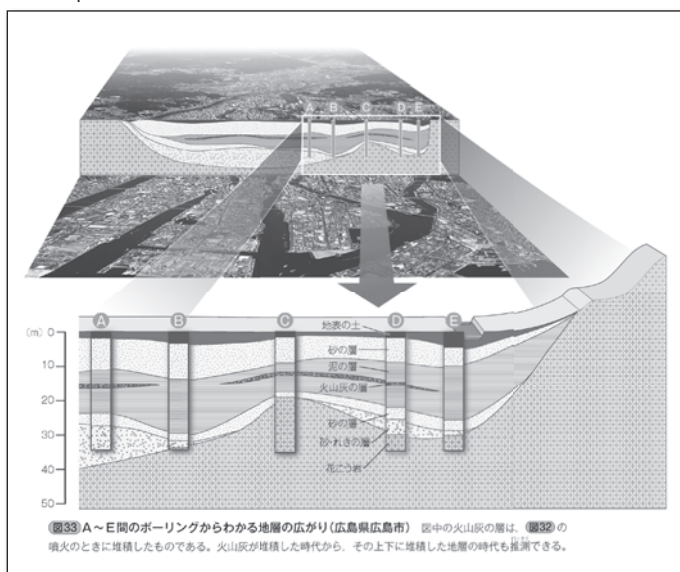 A B C D E
A B C D E
(m) 0
10
20
30
40
50
地表の土
砂の層
泥の層
火山灰の層
砂の層
砂・れきの層
花こう岩
図33 A～E間のボーリングからわかる地層の広がり(広島県広島市) 図中の火山灰の層は、図32の
噴火のときに堆積したものである。火山灰が堆積した時代から，その上下に堆積した地層の時代も推測できる。